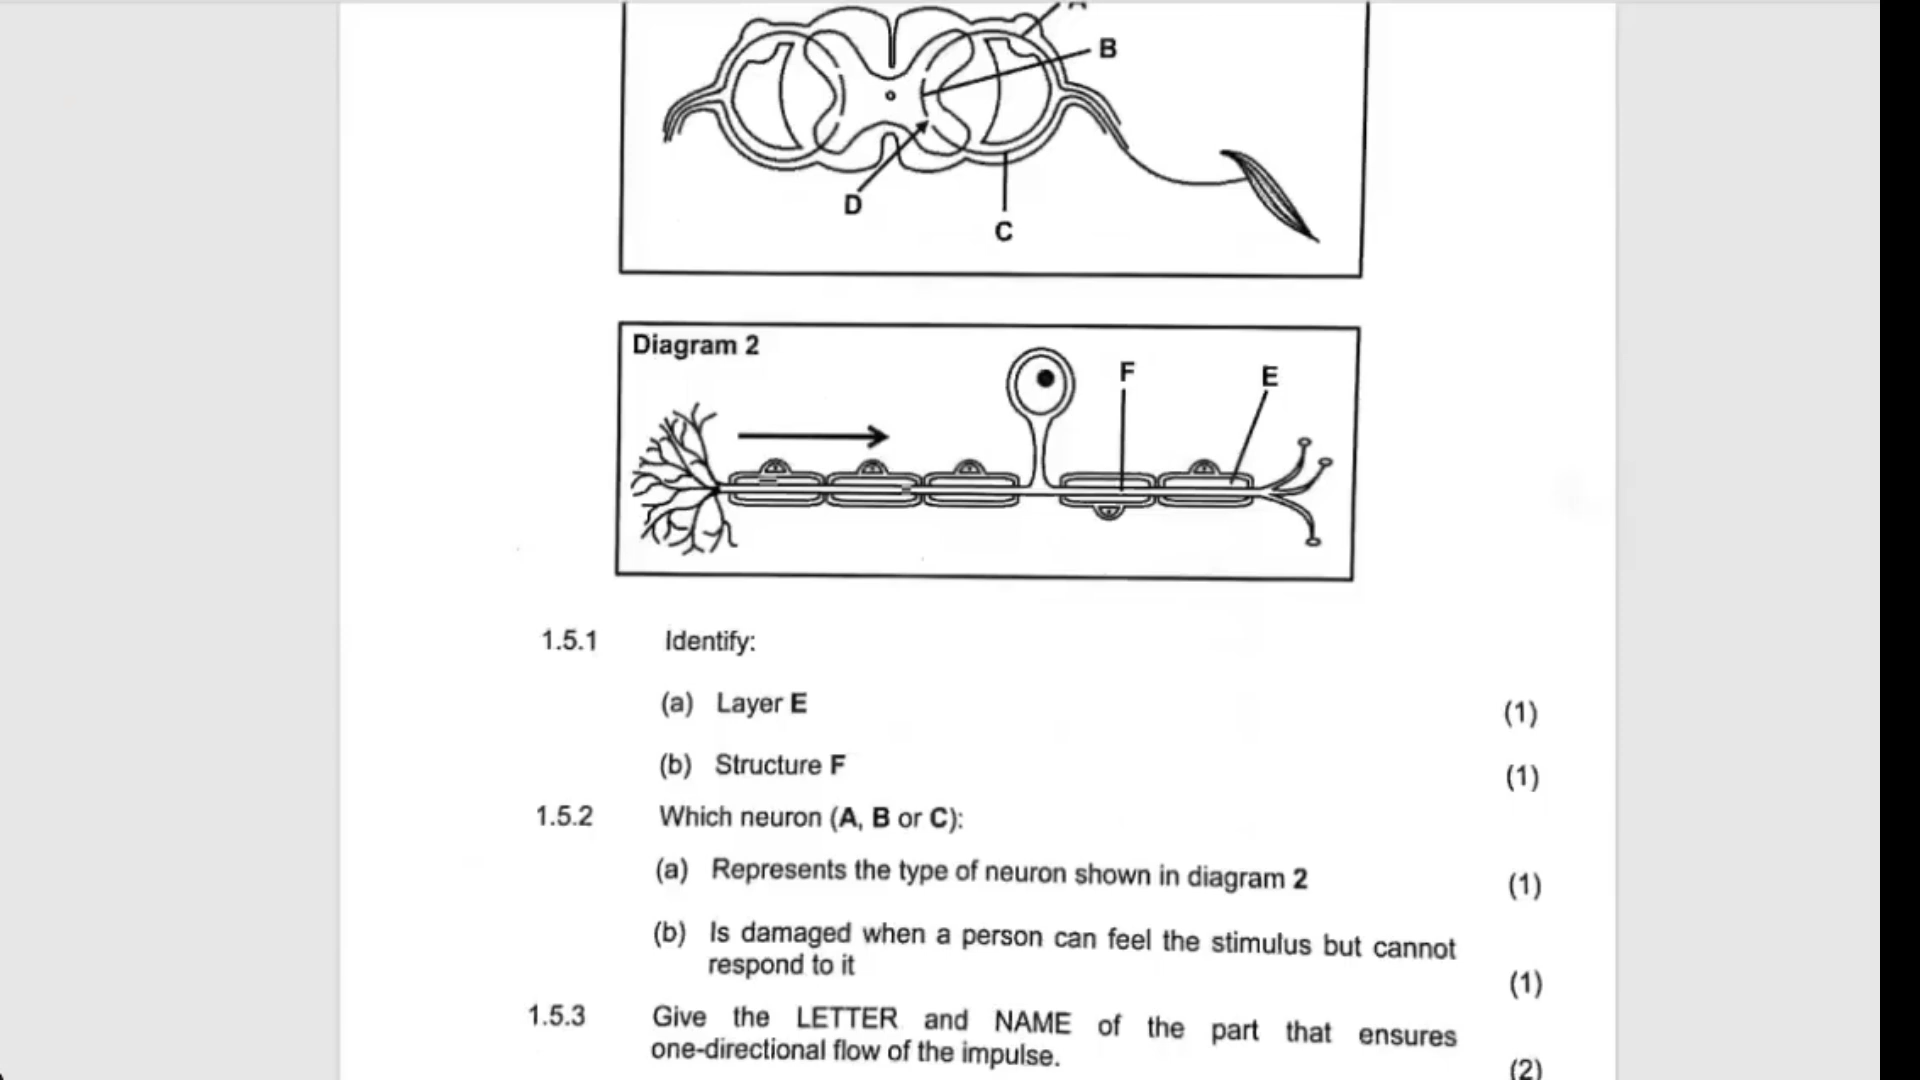 B
D
C
Diagram 2
F
E
1.5.1 Identify:
(a) Layer E (1)
(b) Structure F (1)
1.5.2 Which neuron (A, B or C):
(a) Represents the type of neuron shown in diagram 2 (1)
(b) Is damaged when a person can feel the stimulus but cannot
respond to it (1)
1.5.3 Give the LETTER and NAME of the part that ensures
one-directional flow of the impulse. (2)